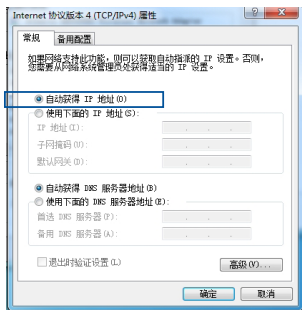 Internet 协议版本 4 (TCP/IPv4) 属性
常规 备用配置
如果网络支持此功能，则可以获取自动指派的 IP 设置。否则，
您需要从网络系统管理员处获得适当的 IP 设置。
自动获得 IP 地址(O)
使用下面的 IP 地址(S):
IP 地址(I):
子网掩码(U):
默认网关(D):
自动获得 DNS 服务器地址(B)
使用下面的 DNS 服务器地址(E):
首选 DNS 服务器(P):
备用 DNS 服务器(A):
退出时验证设置(L)
高级(V)...
确定 取消